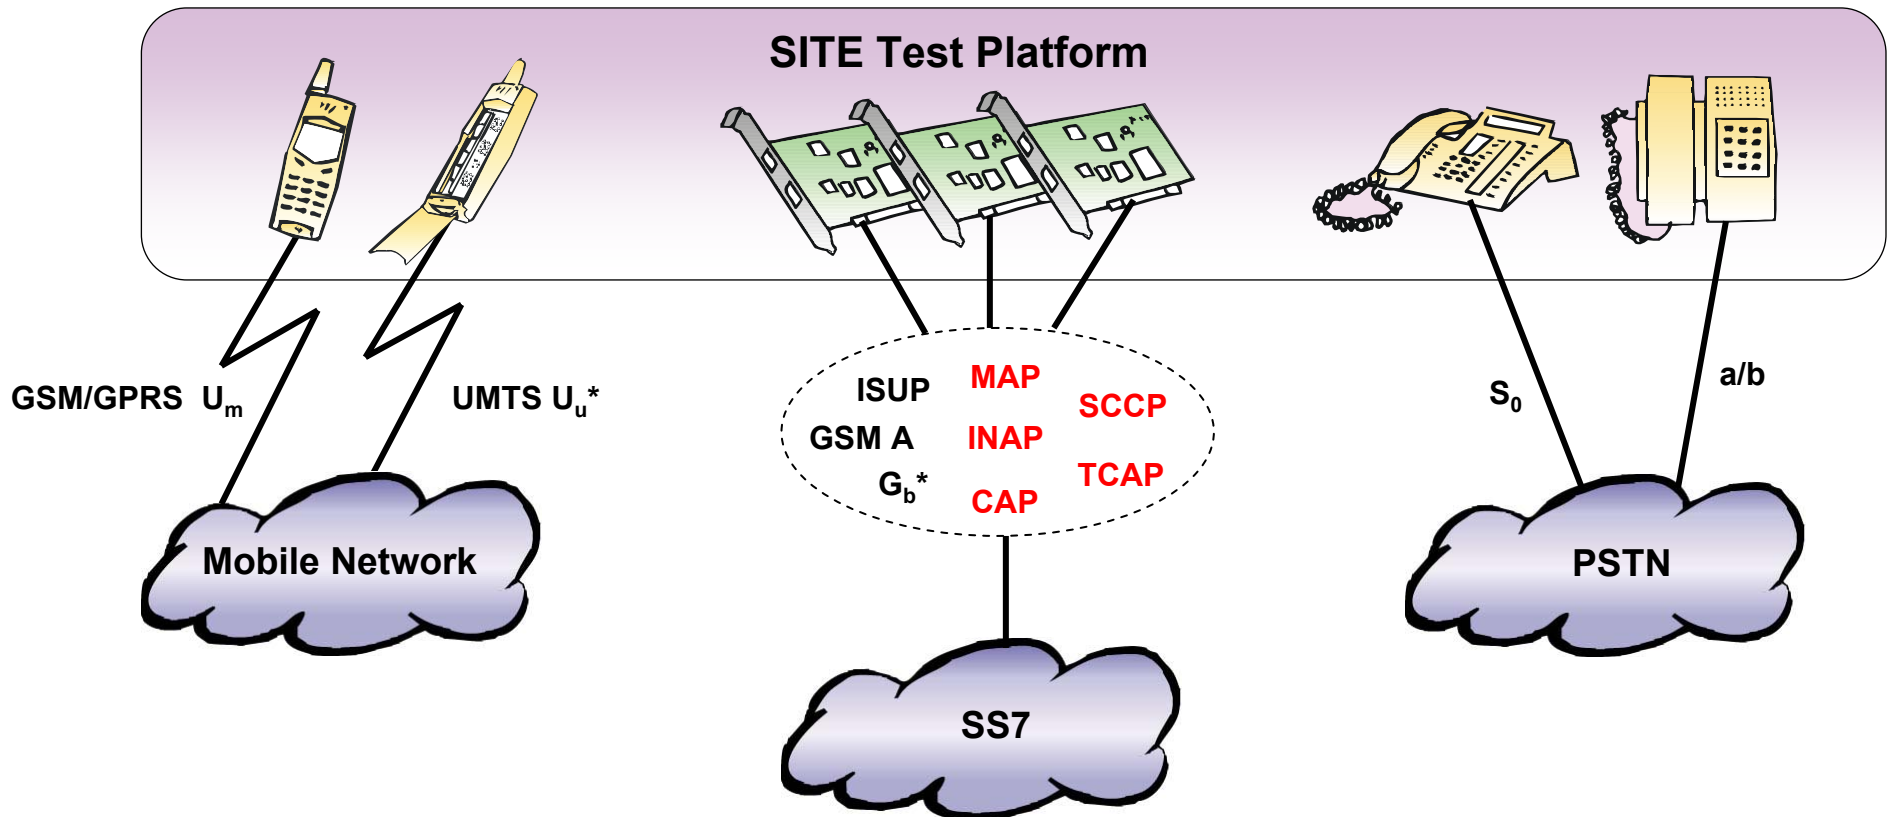 SITE Test Platform
GSM/GPRS Um
UMTS Uu*
ISUP
MAP
SCCP
GSM A
INAP
Gb*
TCAP
CAP
S0
a/b
Mobile Network
SS7
PSTN